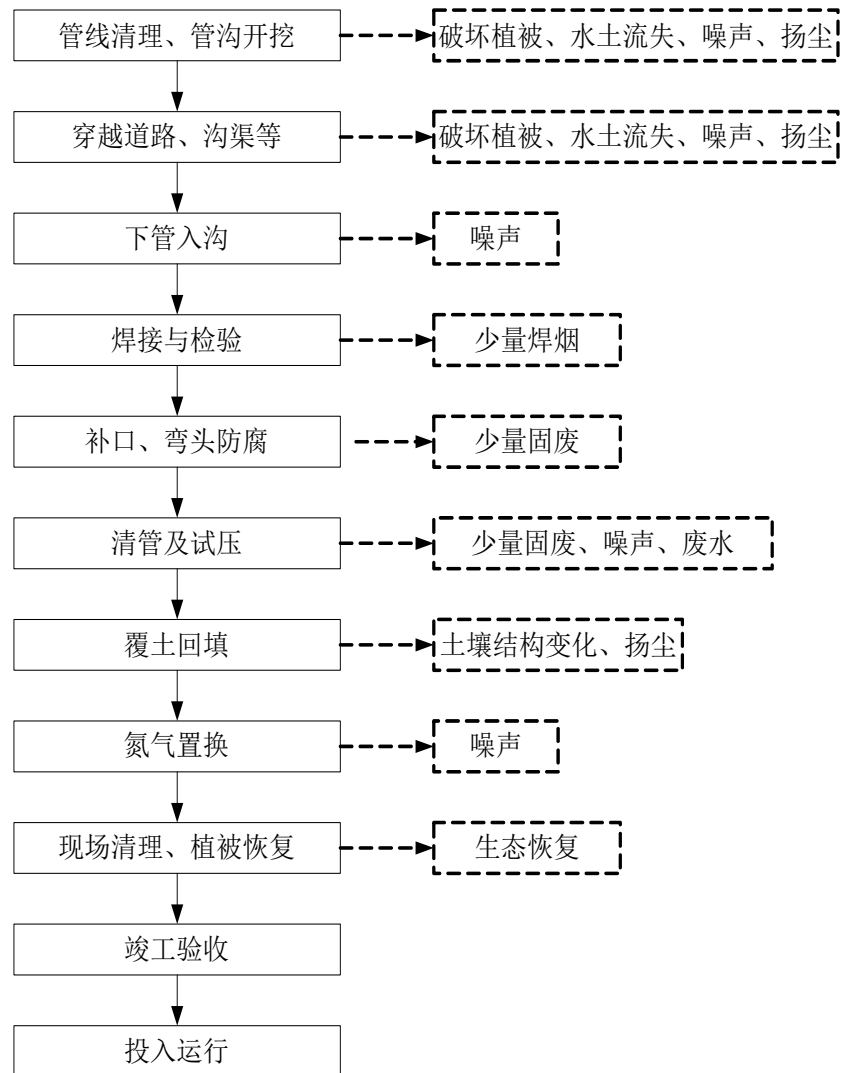 管线清理、管沟开挖
破坏植被、水土流失、噪声、扬尘
穿越道路、沟渠等
破坏植被、水土流失、噪声、扬尘
下管入沟
噪声
焊接与检验
少量焊烟
补口、弯头防腐
少量固废
清管及试压
少量固废、噪声、废水
覆土回填
土壤结构变化、扬尘
氮气置换
噪声
现场清理、植被恢复
生态恢复
竣工验收
投入运行